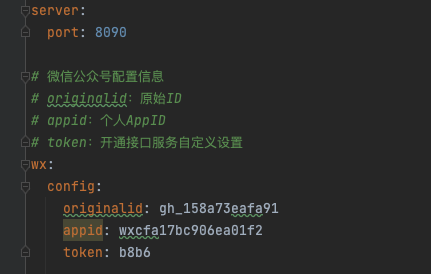 server:
port: 8090
# 微信公众号配置信息
# originalid：原始ID
# appid：个人AppID
# token：开通接口服务自定义设置
wx:
config:
originalid: gh_158a73eafa91
appid: wxcfa17bc906ea01f2
token: b8b6